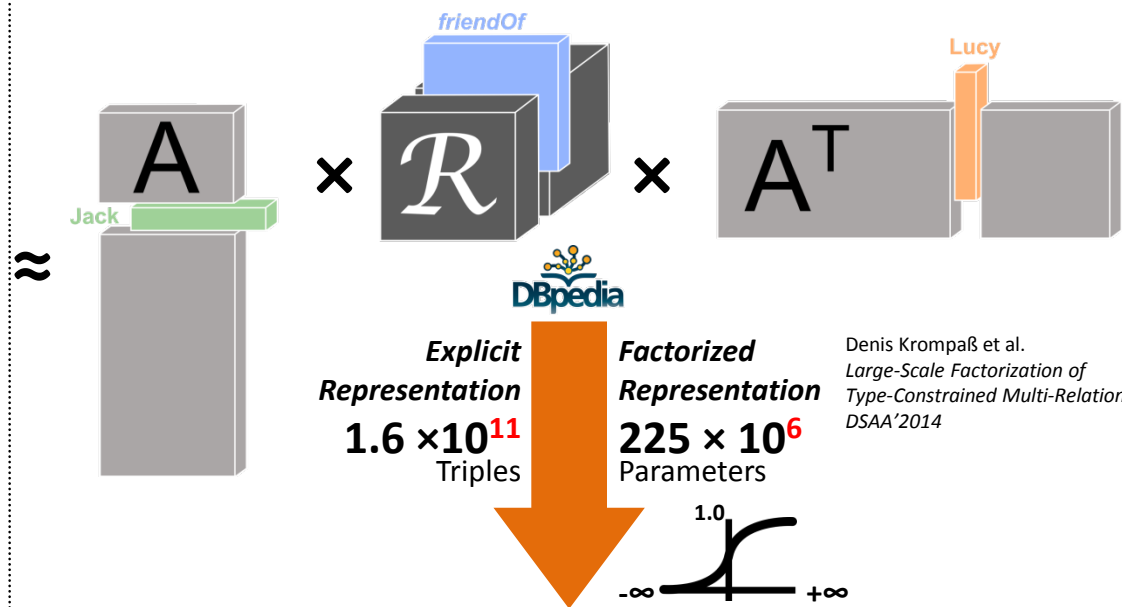 friendOf
Lucy
A
×
R
×
A^T
Jack
≈
DBpedia
Explicit
Representation
1.6 ×10^11
Triples
Factorized
Representation
225 × 10^6
Parameters
Denis Krompaß et al.
Large-Scale Factorization of
Type-Constrained Multi-Relation
DSAA’2014
1.0
-∞
+∞